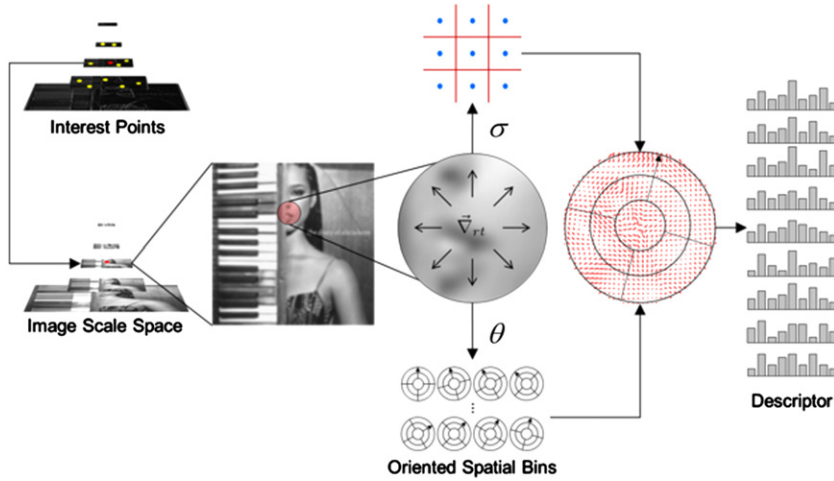 Interest Points
σ
∇⃗rt
Image Scale Space
θ
Oriented Spatial Bins
Descriptor